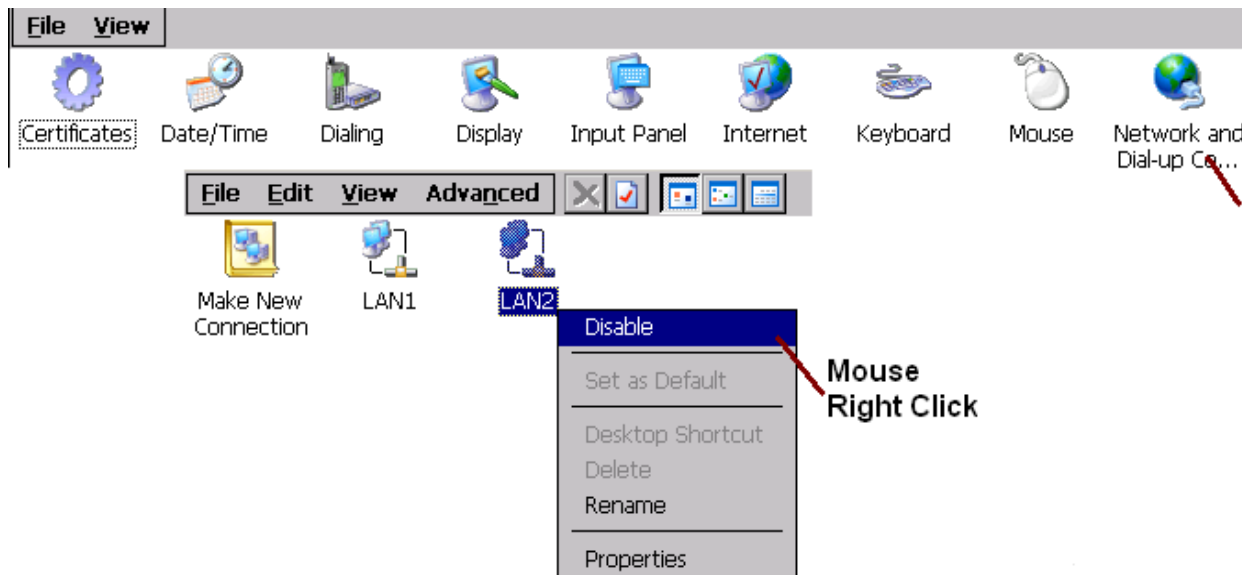 File View
Certificates Date/Time Dialing Display Input Panel Internet Keyboard Mouse Network and
Dial-up Co...
File Edit View Advanced
Make New LAN1 LAN2
Connection
Disable
Set as Default
Mouse
Right Click
Desktop Shortcut
Delete
Rename
Properties